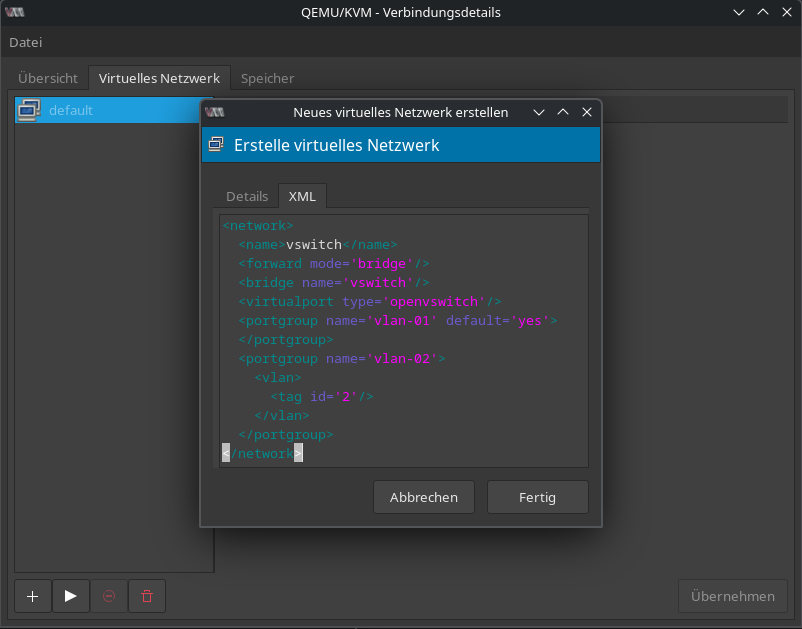 QEMU/KVM - Verbindungsdetails
Datei
Übersicht
Virtuelles Netzwerk
Speicher
default
Neues virtuelles Netzwerk erstellen
Erstelle virtuelles Netzwerk
Details
XML
<network>
  <name>vswitch</name>
  <forward mode='bridge'/>
  <bridge name='vswitch'/>
  <virtualport type='openvswitch'/>
  <portgroup name='vlan-01' default='yes'>
  </portgroup>
  <portgroup name='vlan-02'>
    <vlan>
      <tag id='2'/>
    </vlan>
  </portgroup>
</network>
Abbrechen
Fertig
Übernehmen